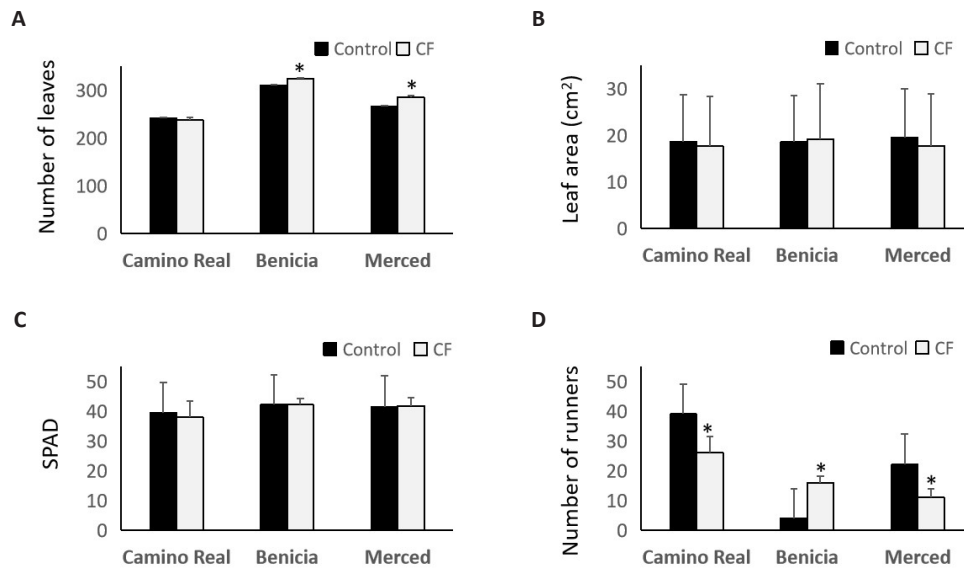 A
Control CF
Number of leaves
300
200
100
0
*
*
Camino Real Benicia Merced
B
Control CF
Leaf area (cm²)
30
20
10
0
Camino Real Benicia Merced
C
Control CF
SPAD
50
40
30
20
10
0
Camino Real Benicia Merced
D
Control CF
Number of runners
50
40
30
20
10
0
*
*
*
Camino Real Benicia Merced